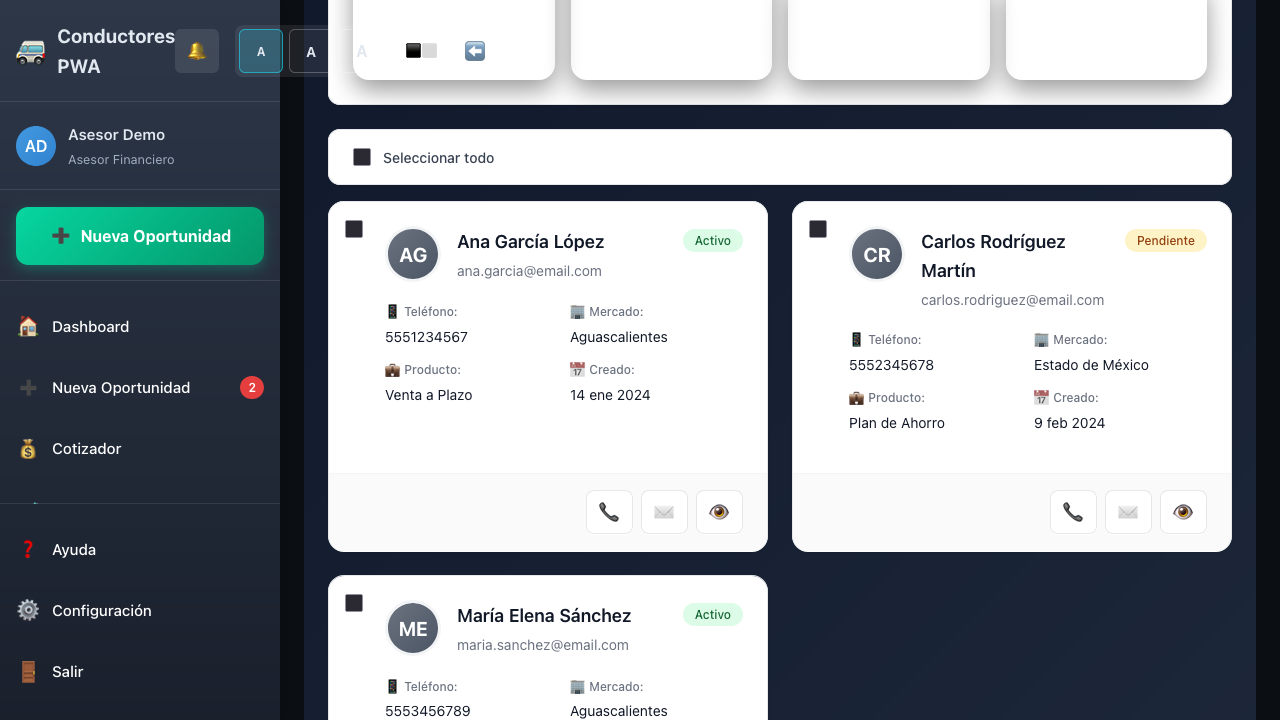 Conductores
PWA
A
A
A
AD
Asesor Demo
Asesor Financiero
Nueva Oportunidad
Dashboard
Nueva Oportunidad
2
Cotizador
Ayuda
Configuración
Salir
Seleccionar todo
AG
Ana García López
Activo
ana.garcia@email.com
Teléfono:
5551234567
Mercado:
Aguascalientes
Producto:
Venta a Plazo
Creado:
14 ene 2024
CR
Carlos Rodríguez
Martín
Pendiente
carlos.rodriguez@email.com
Teléfono:
5552345678
Mercado:
Estado de México
Producto:
Plan de Ahorro
Creado:
9 feb 2024
ME
María Elena Sánchez
Activo
maria.sanchez@email.com
Teléfono:
5553456789
Mercado:
Aguascalientes